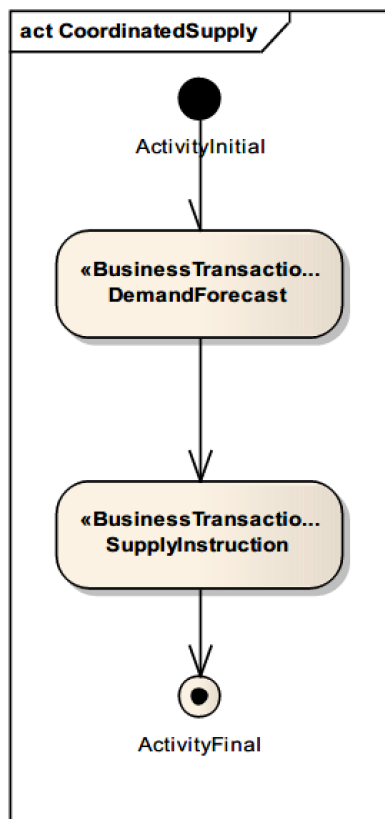 act CoordinatedSupply
ActivityInitial
«BusinessTransactio...
DemandForecast
«BusinessTransactio...
SupplyInstruction
ActivityFinal